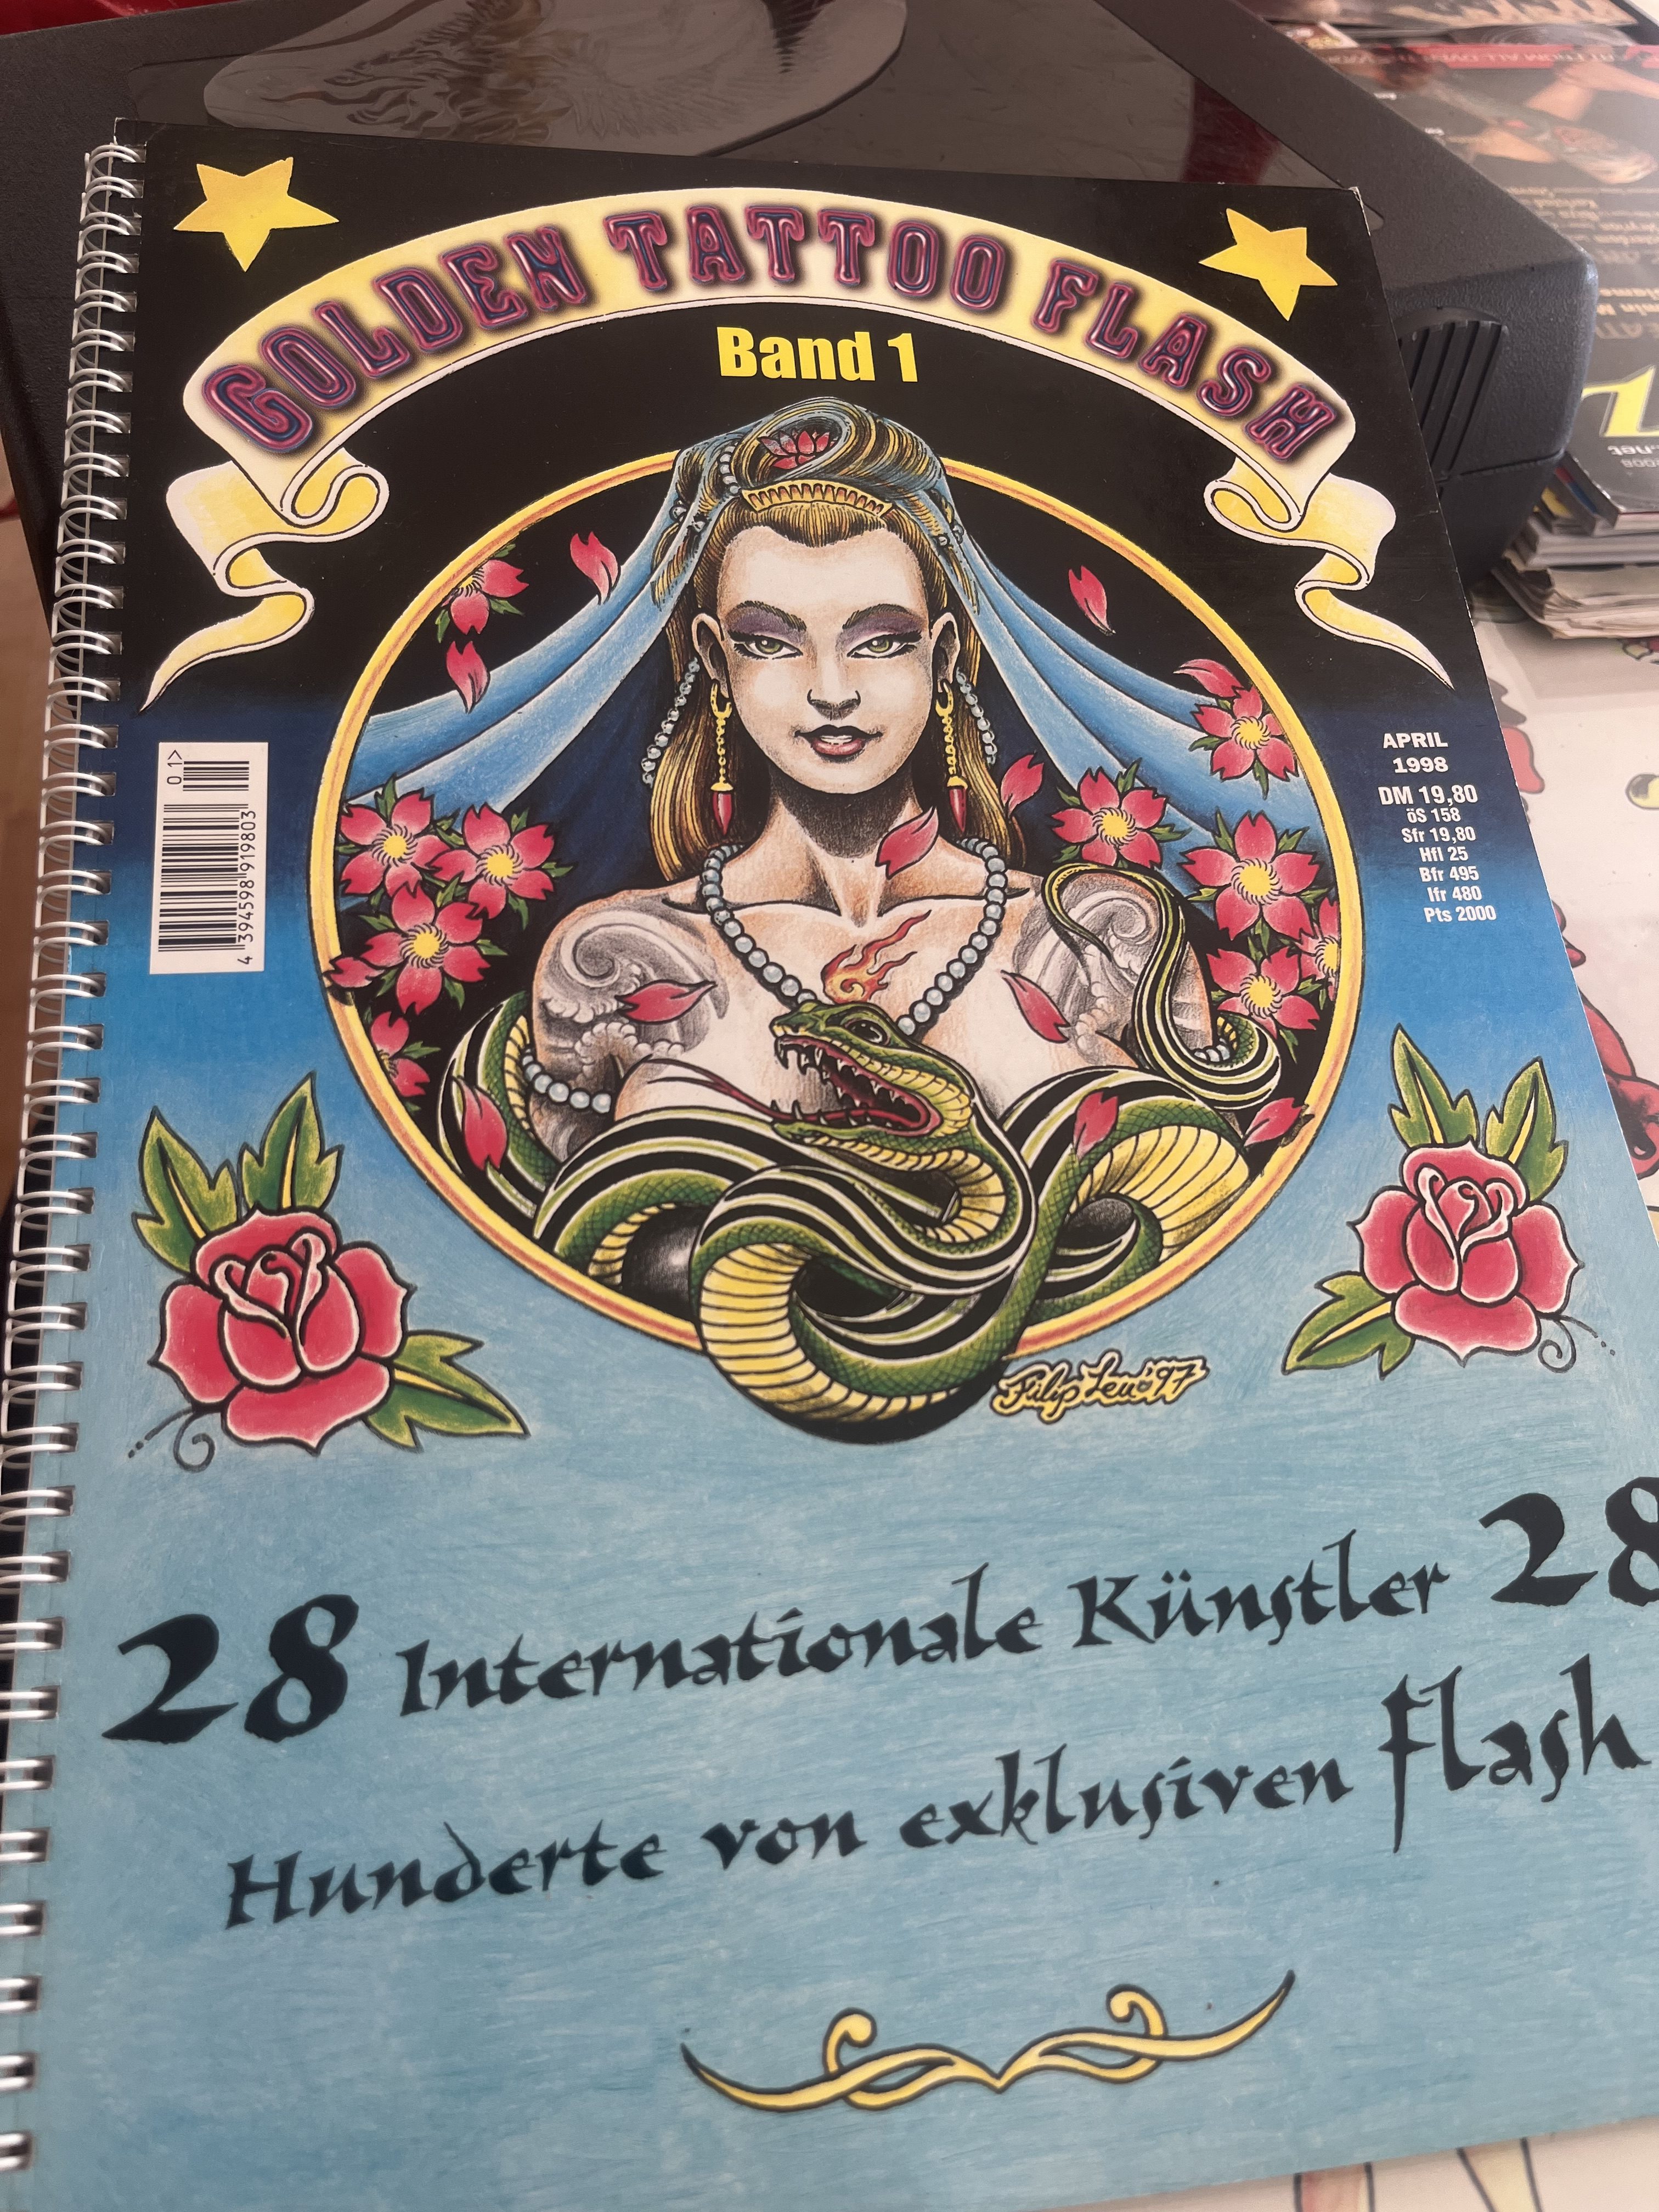 GOLDEN TATTOO FLASH
Band 1
APRIL
1998
DM 19,80
öS 158
Sfr 19,80
Hfl 25
Bfr 495
lfr 480
Pts 2000
01>
4 394598 919803
Filip Leu '97
28 Internationale Künstler 28
Hunderte von exklusiven Flash
.net
2008